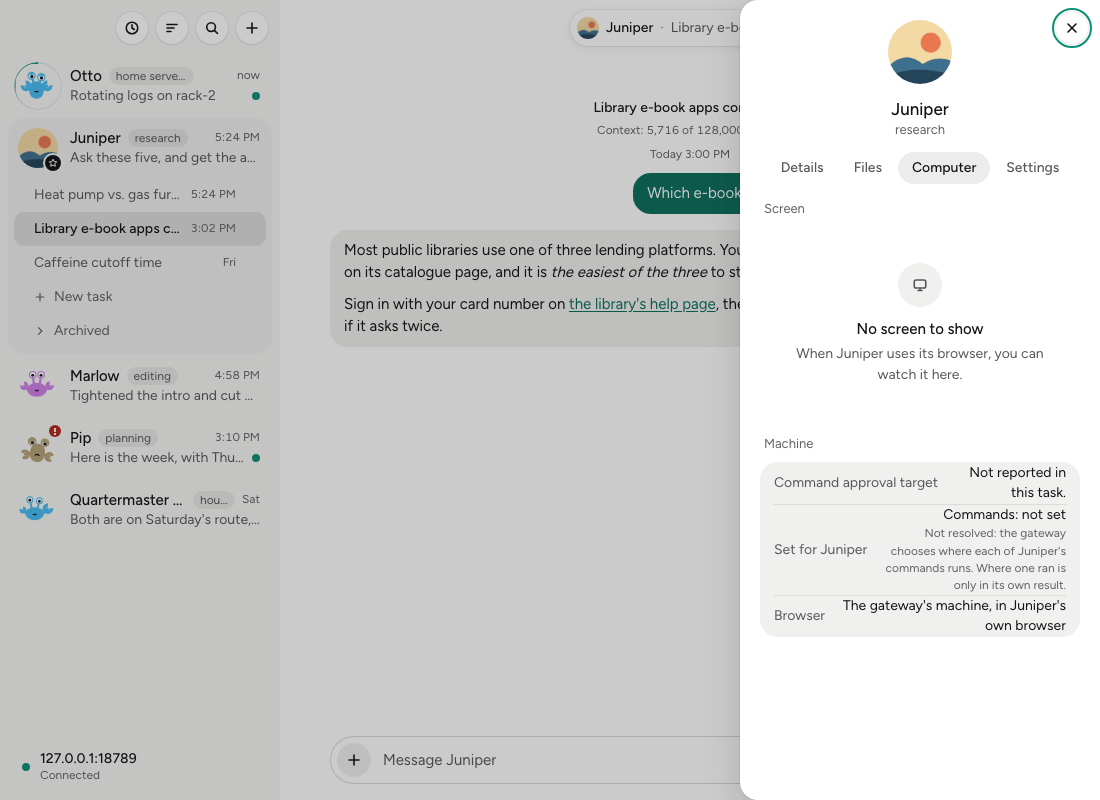 Otto home serve... now
Rotating logs on rack-2
Juniper research 5:24 PM
Ask these five, and get the a...
Heat pump vs. gas fur... 5:24 PM
Library e-book apps c... 3:02 PM
Caffeine cutoff time Fri
New task
Archived
Marlow editing 4:58 PM
Tightened the intro and cut ...
Pip planning 3:10 PM
Here is the week, with Thu...
Quartermaster ... hou... Sat
Both are on Saturday's route,...
127.0.0.1:18789
Connected
Juniper · Library e-b
Library e-book apps
Context: 5,716 of 128,000
Today 3:00 PM
Which e-book
Most public libraries use one of three lending platforms. You
on its catalogue page, and it is the easiest of the three to
Sign in with your card number on the library's help page,
if it asks twice.
Message Juniper
Juniper
research
Details Files Computer Settings
Screen
No screen to show
When Juniper uses its browser, you can
watch it here.
Machine
Command approval target Not reported in
this task.
Set for Juniper Commands: not set
Not resolved: the gateway
chooses where each of Juniper's
commands runs. Where one ran is
only in its own result.
Browser The gateway's machine, in Juniper's
own browser